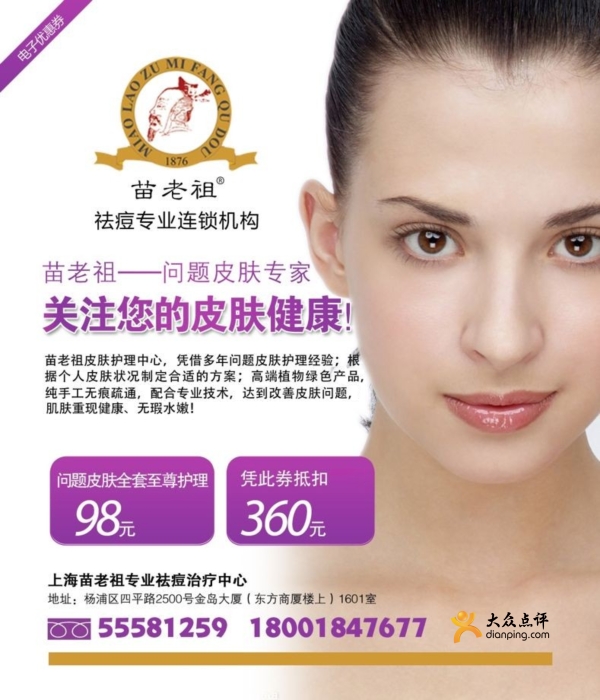 电子优惠券
MIAO LAO ZU MI FANG QU DOU
1876
苗老祖®
祛痘专业连锁机构
苗老祖——问题皮肤专家
关注您的皮肤健康!
苗老祖皮肤护理中心，凭借多年问题皮肤护理经验；根
据个人皮肤状况制定合适的方案；高端植物绿色产品，
纯手工无痕疏通，配合专业技术，达到改善皮肤问题，
肌肤重现健康、无瑕水嫩！
问题皮肤全套至尊护理
98元
凭此券抵扣
360元
上海苗老祖专业祛痘治疗中心
地址：杨浦区四平路2500号金岛大厦（东方商厦楼上）1601室
55581259 18001847677
大众点评
dianping.com